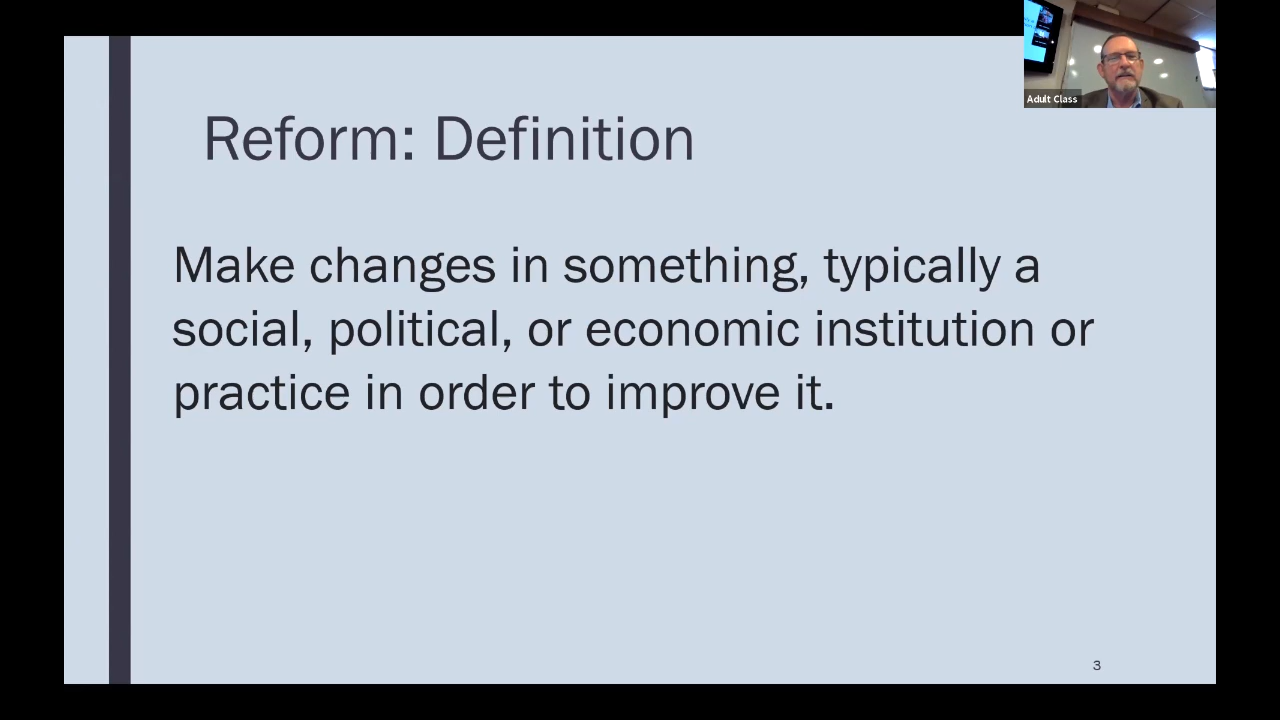 Adult Class
Reform: Definition
Make changes in something, typically a
social, political, or economic institution or
practice in order to improve it.
3